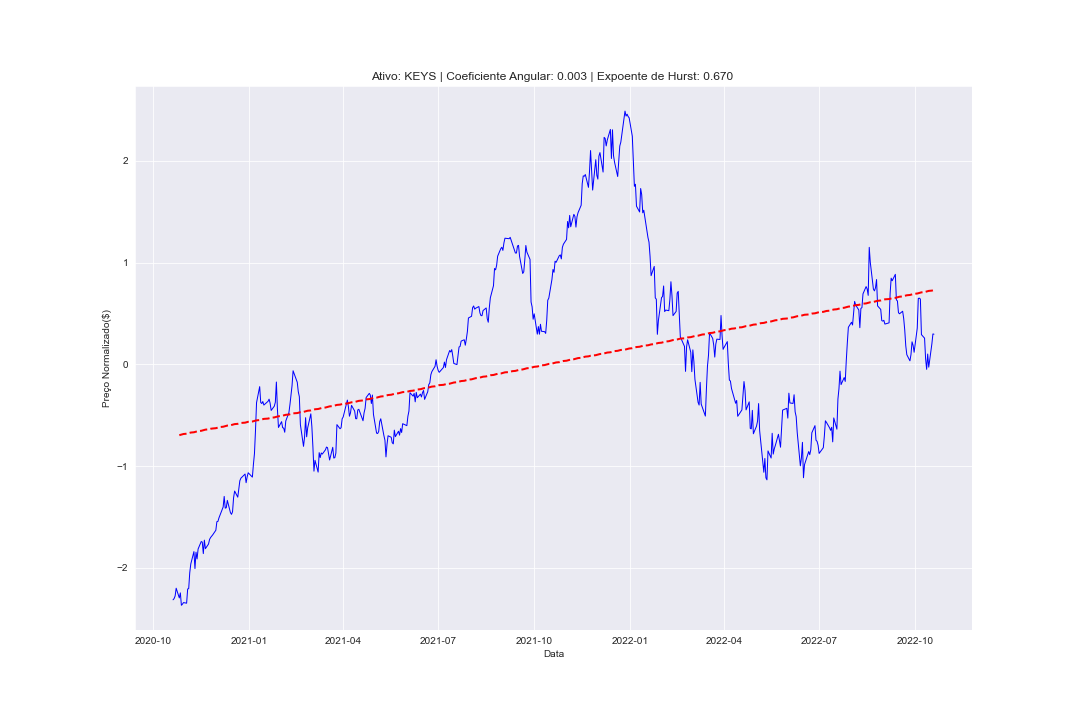 Ativo: KEYS | Coeficiente Angular: 0.003 | Expoente de Hurst: 0.670
Preço Normalizado($)
2
1
0
−1
−2
2020-10 2021-01 2021-04 2021-07 2021-10 2022-01 2022-04 2022-07 2022-10
Data